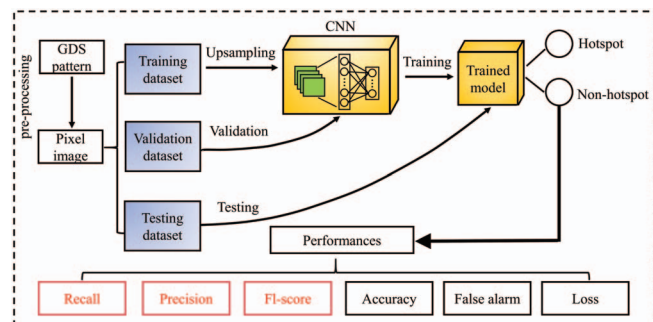 CNN
pre-processing
GDS
pattern
Pixel
image
Training
dataset
Upsampling
Training
Trained
model
Hotspot
Non-hotspot
Validation
dataset
Validation
Testing
dataset
Testing
Performances
Recall
Precision
Fl-score
Accuracy
False alarm
Loss